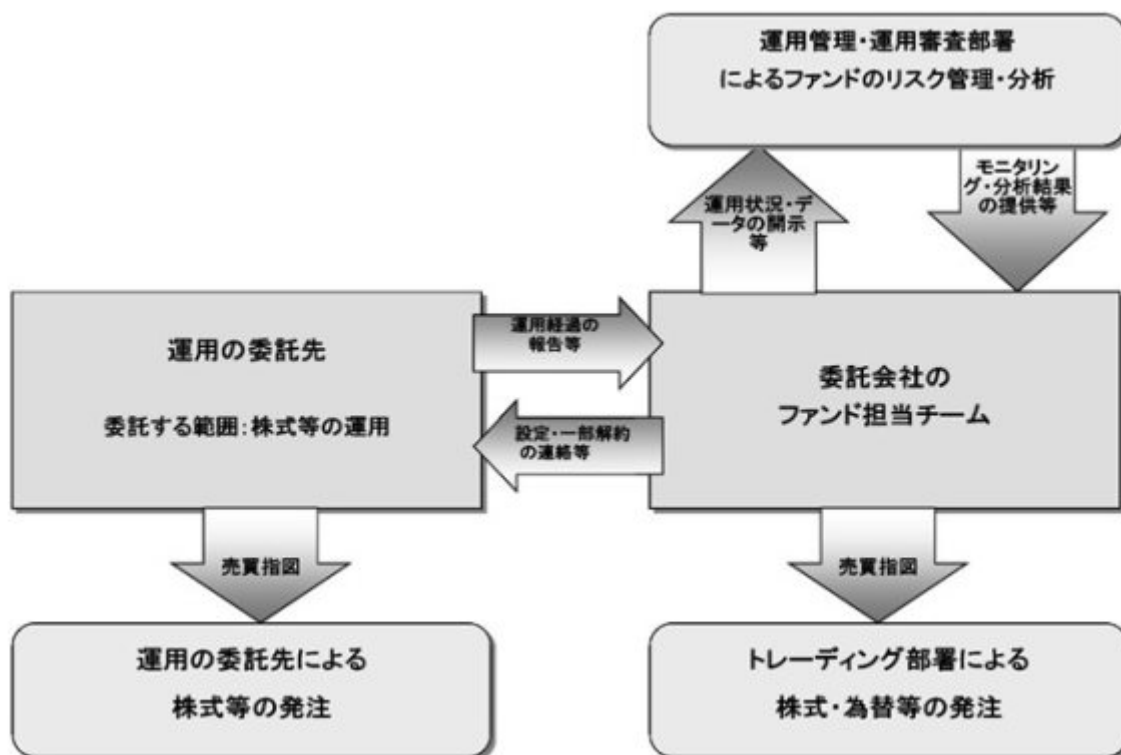 運用管理・運用審査部署
によるファンドのリスク管理・分析
運用状況・デ
ータの開示
等
モニタリン
グ・分析結果
の提供等
運用の委託先
委託する範囲：株式等の運用
運用経過の
報告等
設定・一部解約
の連絡等
委託会社の
ファンド担当チーム
売買指図
売買指図
運用の委託先による
株式等の発注
トレーディング部署による
株式・為替等の発注